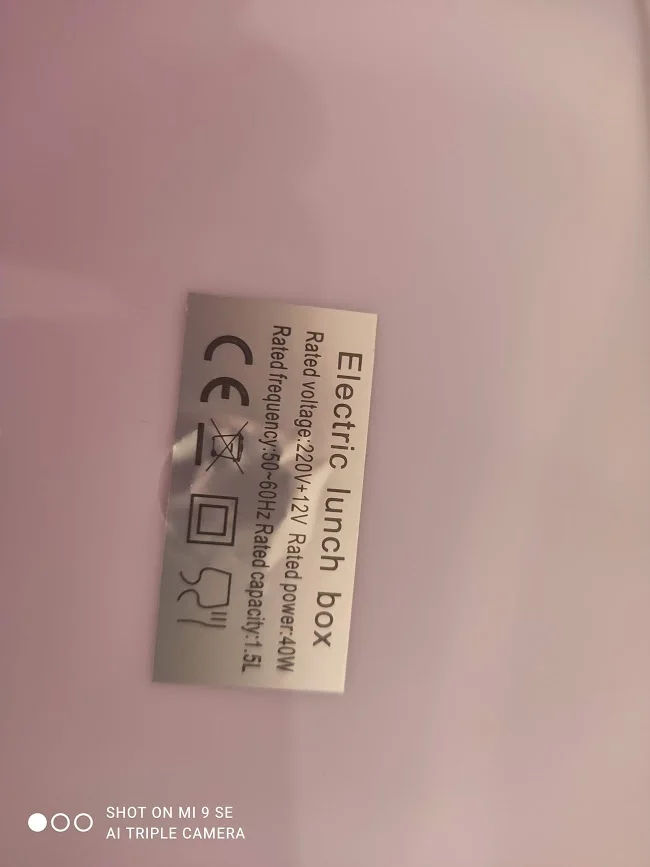 Electric lunch box
Rated voltage:220V+12V Rated power:40W
Rated frequency:50~60Hz Rated capacity:1.5L
CE
SHOT ON MI 9 SE
AI TRIPLE CAMERA